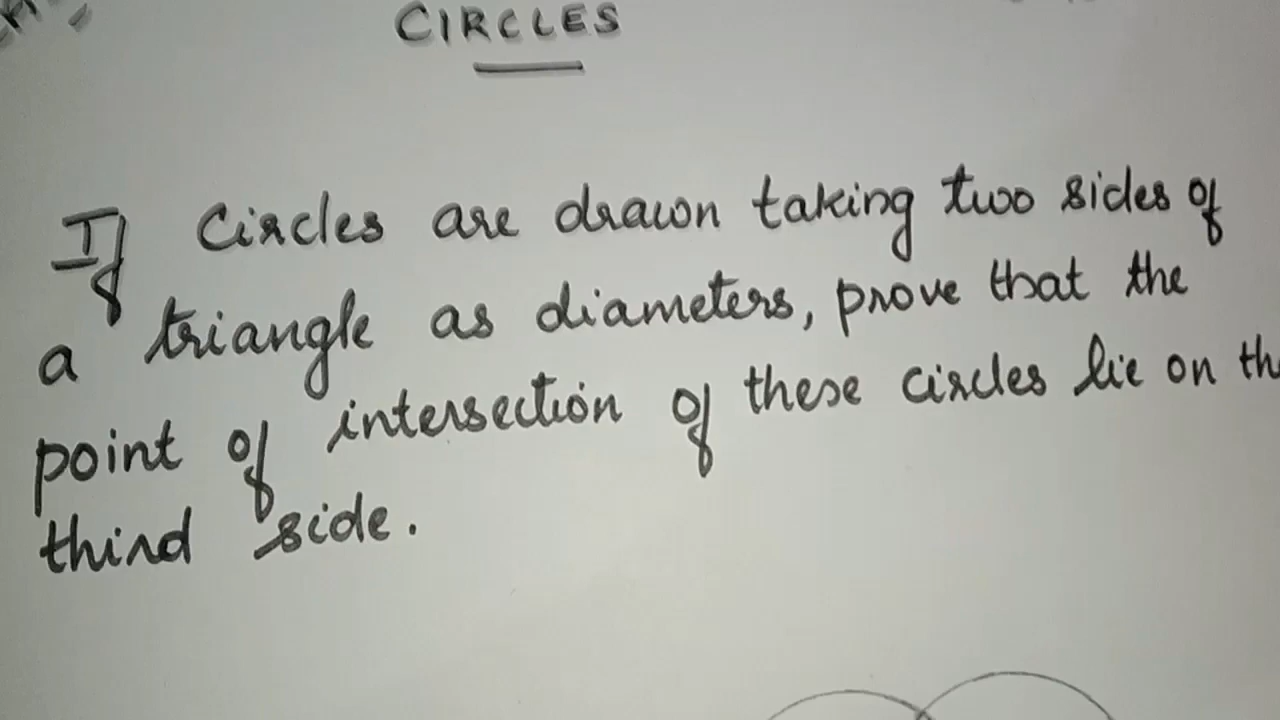 CIRCLES
If Circles are drawn taking two sides of
a triangle as diameters, prove that the
point of intersection of these circles lie on th
third side.